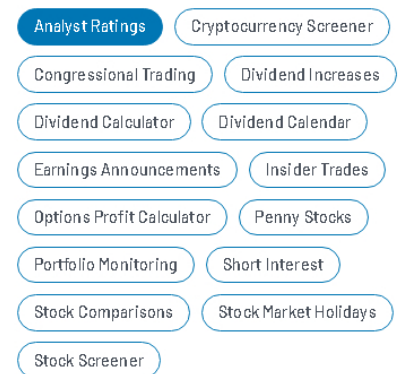 Analyst Ratings Cryptocurrency Screener
Congressional Trading Dividend Increases
Dividend Calculator Dividend Calendar
Earnings Announcements Insider Trades
Options Profit Calculator Penny Stocks
Portfolio Monitoring Short Interest
Stock Comparisons Stock Market Holidays
Stock Screener